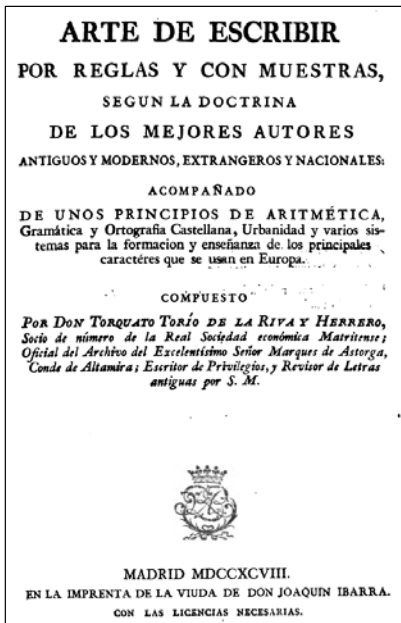 ARTE DE ESCRIBIR
POR REGLAS Y CON MUESTRAS,
SEGUN LA DOCTRINA
DE LOS MEJORES AUTORES
ANTIGUOS Y MODERNOS, EXTRANGEROS Y NACIONALES:
ACOMPAÑADO
DE UNOS PRINCIPIOS DE ARITMÉTICA,
Gramática y Ortografia Castellana, Urbanidad y varios sis-
temas para la formacion y enseñanza de los principales
caractéres que se usan en Europa.
COMPUESTO
POR DON TORQUATO TORÍO DE LA RIVA Y HERRERO,
Socio de número de la Real Sociedad económica Matritense;
Oficial del Archivo del Excelentísimo Señor Marques de Astorga,
Conde de Altamira; Escritor de Privilegios, y Revisor de Letras
antiguas por S. M.
MADRID MDCCXCVIII.
EN LA IMPRENTA DE LA VIUDA DE DON JOAQUIN IBARRA.
CON LAS LICENCIAS NECESARIAS.